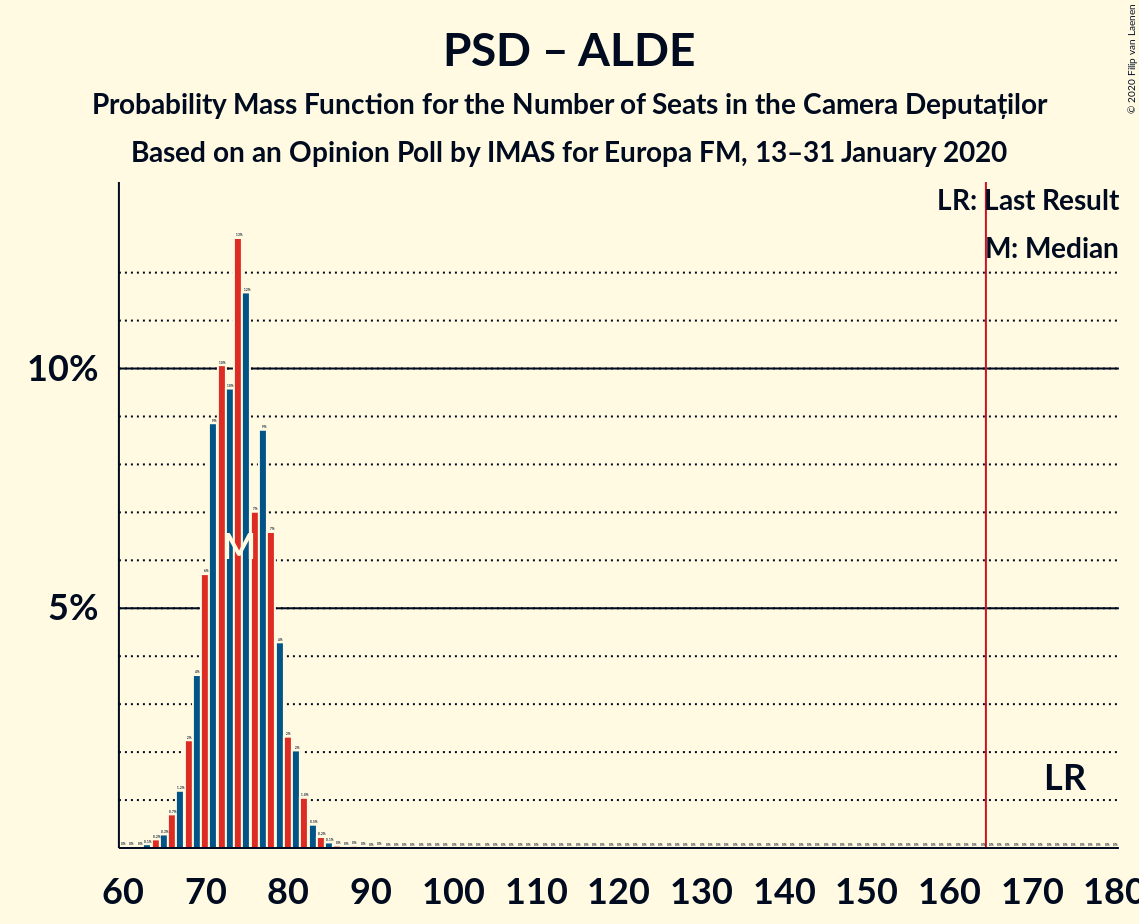 © 2020 Filip van Laenen
PSD – ALDE
Probability Mass Function for the Number of Seats in the Camera Deputaților
Based on an Opinion Poll by IMAS for Europa FM, 13–31 January 2020
LR: Last Result
M: Median
10%
5%
M
LR
60 70 80 90 100 110 120 130 140 150 160 170 180